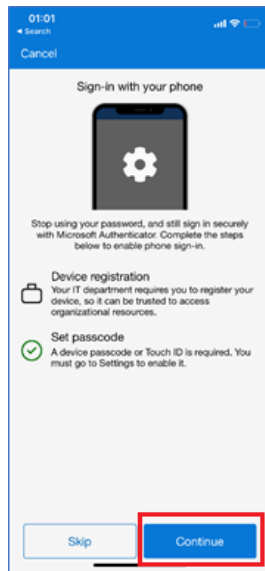 01:01
◀ Search
Cancel
Sign-in with your phone
Stop using your password, and still sign in securely
with Microsoft Authenticator. Complete the steps
below to enable phone sign-in.
Device registration
Your IT department requires you to register your
device, so it can be trusted to access
organizational resources.
Set passcode
A device passcode or Touch ID is required. You
must go to Settings to enable it.
Skip
Continue